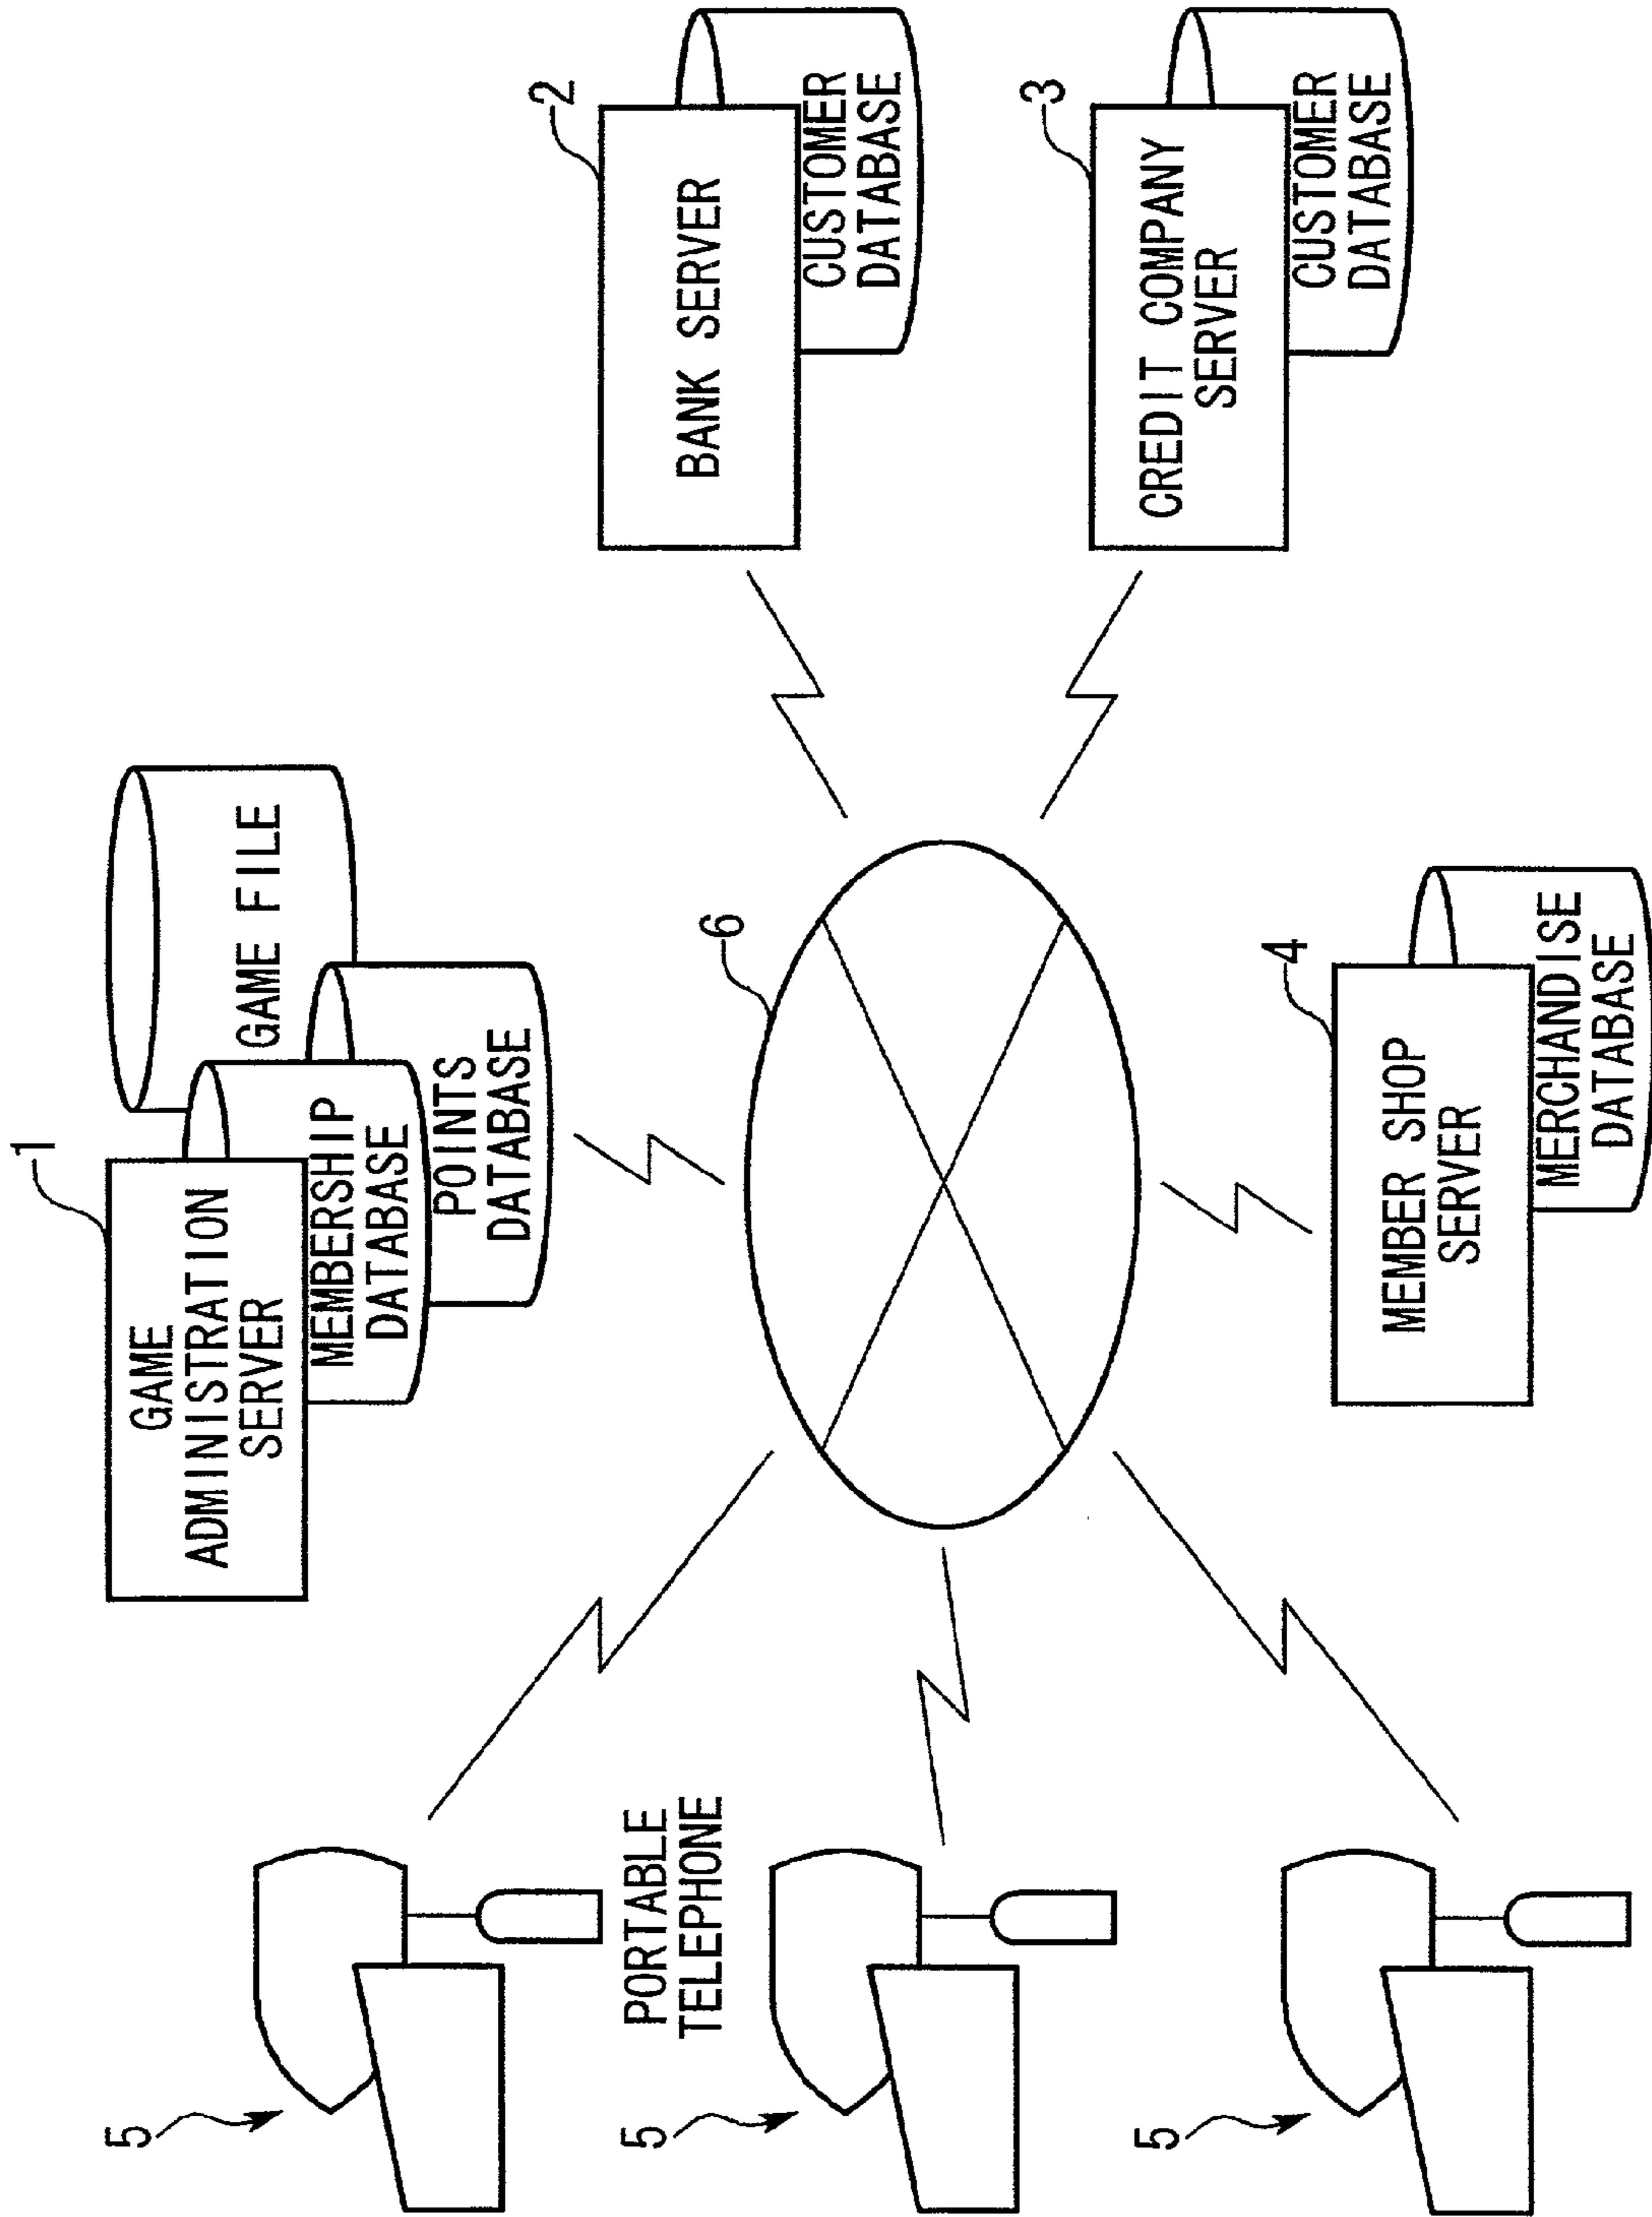 1
GAME
ADMINISTRATION
SERVER
MEMBERSHIP
DATABASE
POINTS
DATABASE
GAME FILE
2
BANK SERVER
CUSTOMER
DATABASE
3
CREDIT COMPANY
SERVER
CUSTOMER
DATABASE
6
4
MEMBER SHOP
SERVER
MERCHANDISE
DATABASE
5
PORTABLE
TELEPHONE
5
5